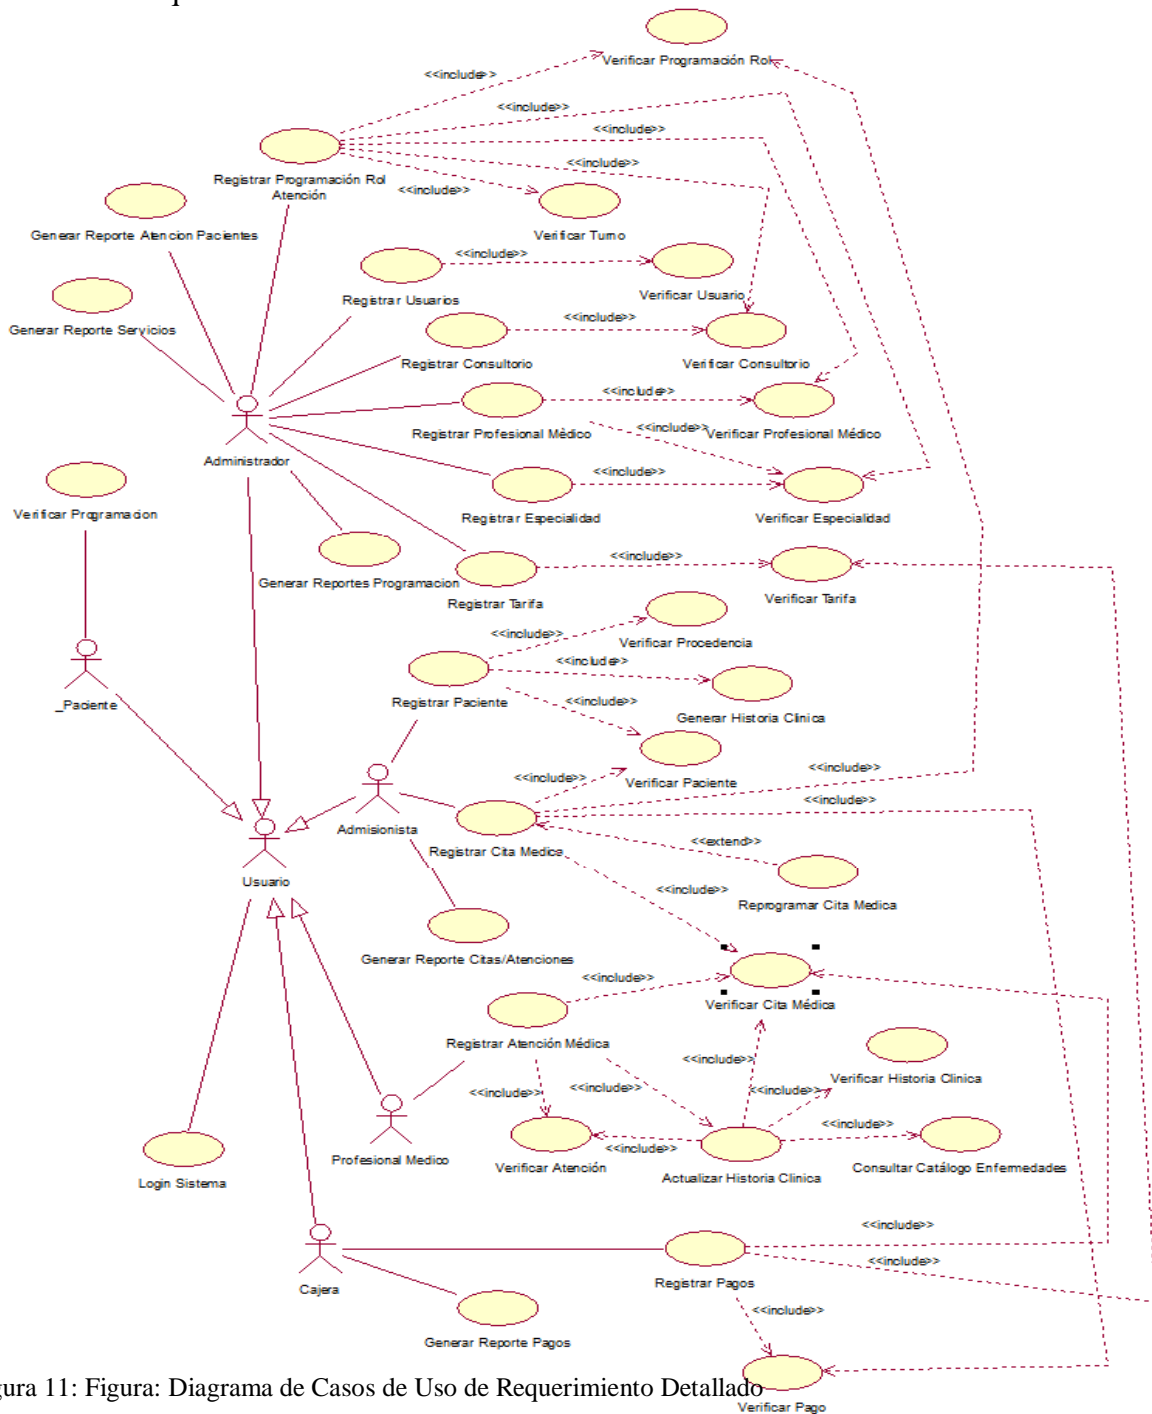 Verificar Programación Rol
<<include>>
<<include>>
<<include>>
<<include>>
Registrar Programación Rol
Atención
<<include>>
Generar Reporte Atencion Pacientes
Verificar Turno
<<include>>
Registrar Usuarios
Verificar Usuario
Generar Reporte Servicios
<<include>>
Registrar Consultorio
Verificar Consultorio
<<include>>
Registrar Profesional Mèdico
<<include>>
Verificar Profesional Médico
Administrador
<<include>>
Verificar Programacion
Registrar Especialidad
Verificar Especialidad
<<include>>
Generar Reportes Programacion
Registrar Tarifa
Verificar Tarifa
<<include>>
Verificar Procedencia
<<include>>
_Paciente
Registrar Paciente
<<include>>
Generar Historia Clinica
<<include>>
Verificar Paciente
<<include>>
<<include>>
Admisionista
Registrar Cita Medica
<<extend>>
Usuario
<<include>>
Reprogramar Cita Medica
Generar Reporte Citas/Atenciones
<<include>>
Verificar Cita Médica
Registrar Atención Médica
<<include>>
<<include>>
Verificar Historia Clinica
<<include>>
<<include>>
<<include>>
Profesional Medico
Verificar Atención
<<include>>
Actualizar Historia Clinica
Consultar Catálogo Enfermedades
Login Sistema
<<include>>
<<include>>
Cajera
Registrar Pagos
<<include>>
Generar Reporte Pagos
gura 11: Figura: Diagrama de Casos de Uso de Requerimiento Detallado
Verificar Pago